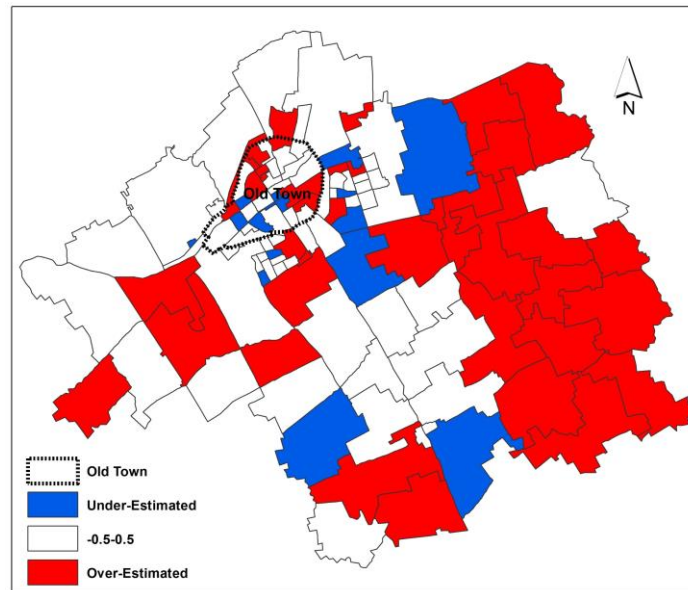 N
Old Town
Old Town
Under-Estimated
-0.5-0.5
Over-Estimated